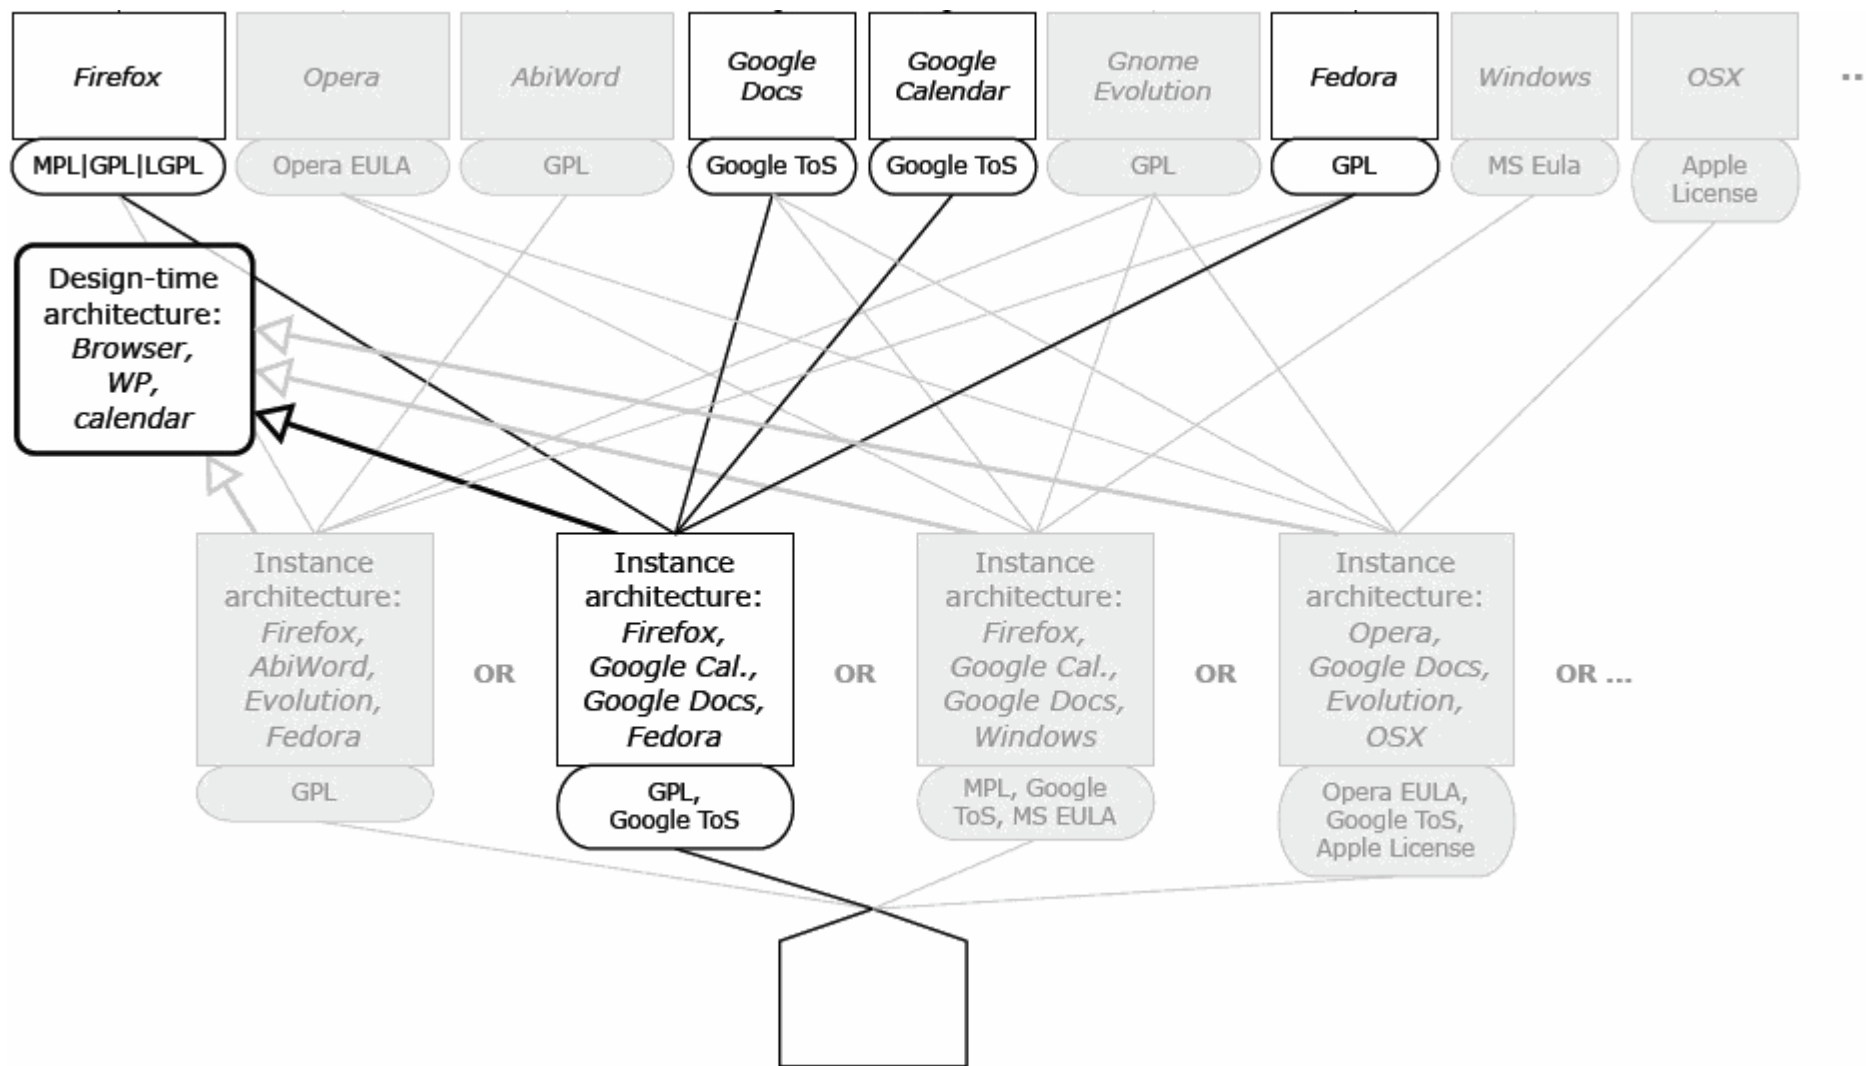 Firefox
Opera
AbiWord
Google
Docs
Google
Calendar
Gnome
Evolution
Fedora
Windows
OSX
..
MPL|GPL|LGPL
Opera EULA
GPL
Google ToS
Google ToS
GPL
GPL
MS Eula
Apple
License
Design-time
architecture:
Browser,
WP,
calendar
Instance
architecture:
Firefox,
AbiWord,
Evolution,
Fedora
GPL
OR
Instance
architecture:
Firefox,
Google Cal.,
Google Docs,
Fedora
GPL,
Google ToS
OR
Instance
architecture:
Firefox,
Google Cal.,
Google Docs,
Windows
MPL, Google
ToS, MS EULA
OR
Instance
architecture:
Opera,
Google Docs,
Evolution,
OSX
Opera EULA,
Google ToS,
Apple License
OR ...